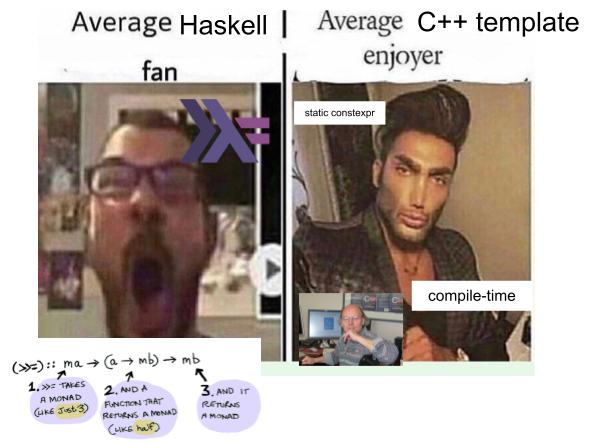 Average Haskell
fan
Average C++ template
enjoyer
static constexpr
compile-time
C++
(>>=) :: ma → (a → mb) → mb
1. >>= TAKES
A MONAD
(LIKE Just 3)
2. AND A
FUNCTION THAT
RETURNS A MONAD
(LIKE half)
3. AND IT
RETURNS
A MONAD